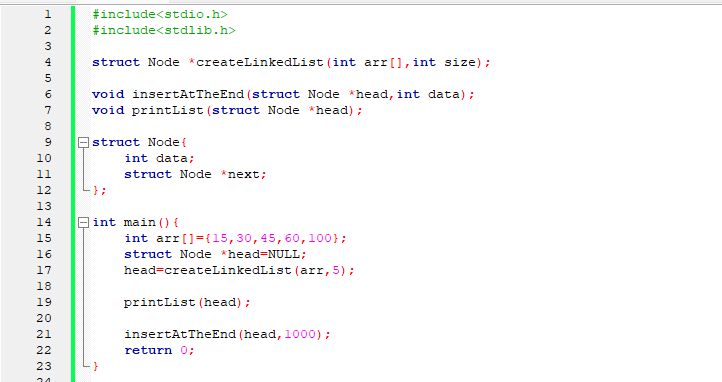 1 #include<stdio.h>
2 #include<stdlib.h>
3
4 struct Node *createLinkedList(int arr[],int size);
5
6 void insertAtTheEnd(struct Node *head,int data);
7 void printList(struct Node *head);
8
9 struct Node{
10 int data;
11 struct Node *next;
12 };
13
14 int main(){
15 int arr[]={15,30,45,60,100};
16 struct Node *head=NULL;
17 head=createLinkedList(arr,5);
18
19 printList(head);
20
21 insertAtTheEnd(head,1000);
22 return 0;
23 }
24